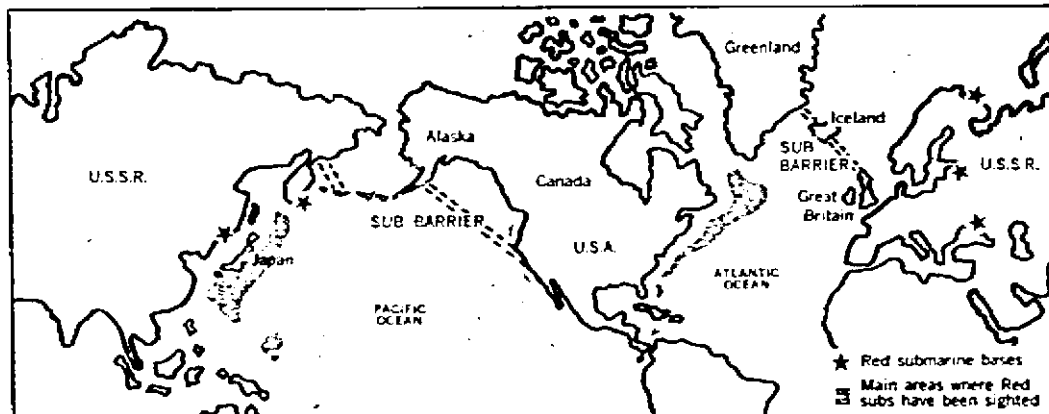 Greenland
Iceland
Alaska
SUB
BARRIER
U.S.S.R.
U.S.S.R.
Canada
Great
Britain
SUB BARRIER
U.S.A.
Japan
ATLANTIC
OCEAN
PACIFIC
OCEAN
Red submarine bases
Main areas where Red
subs have been sighted